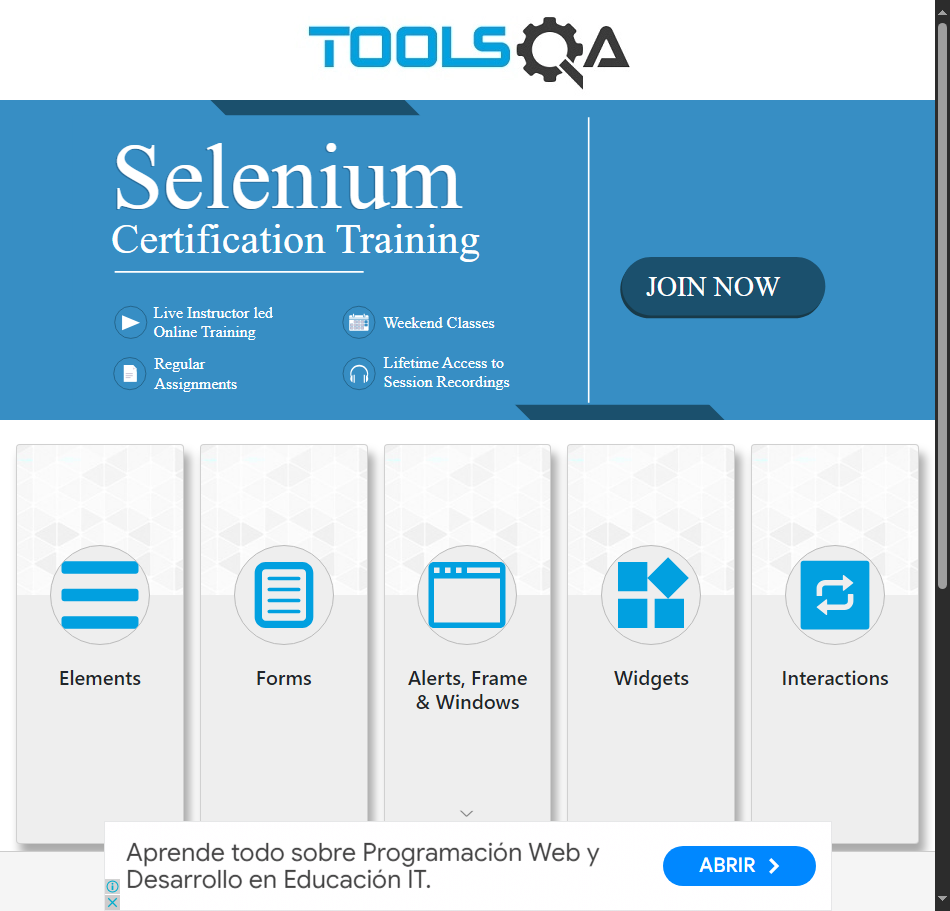 TOOLSQA
Selenium
Certification Training
JOIN NOW
Live Instructor led
Online Training
Weekend Classes
Regular
Assignments
Lifetime Access to
Session Recordings
Elements
Forms
Alerts, Frame
& Windows
Widgets
Interactions
Aprende todo sobre Programación Web y
Desarrollo en Educación IT.
ABRIR